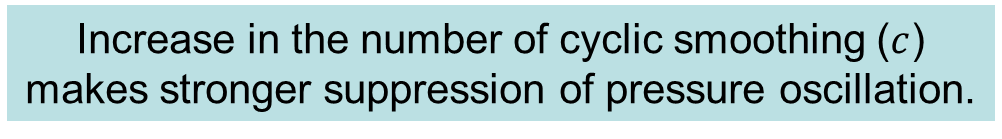 Increase in the number of cyclic smoothing (𝑐)
makes stronger suppression of pressure oscillation.